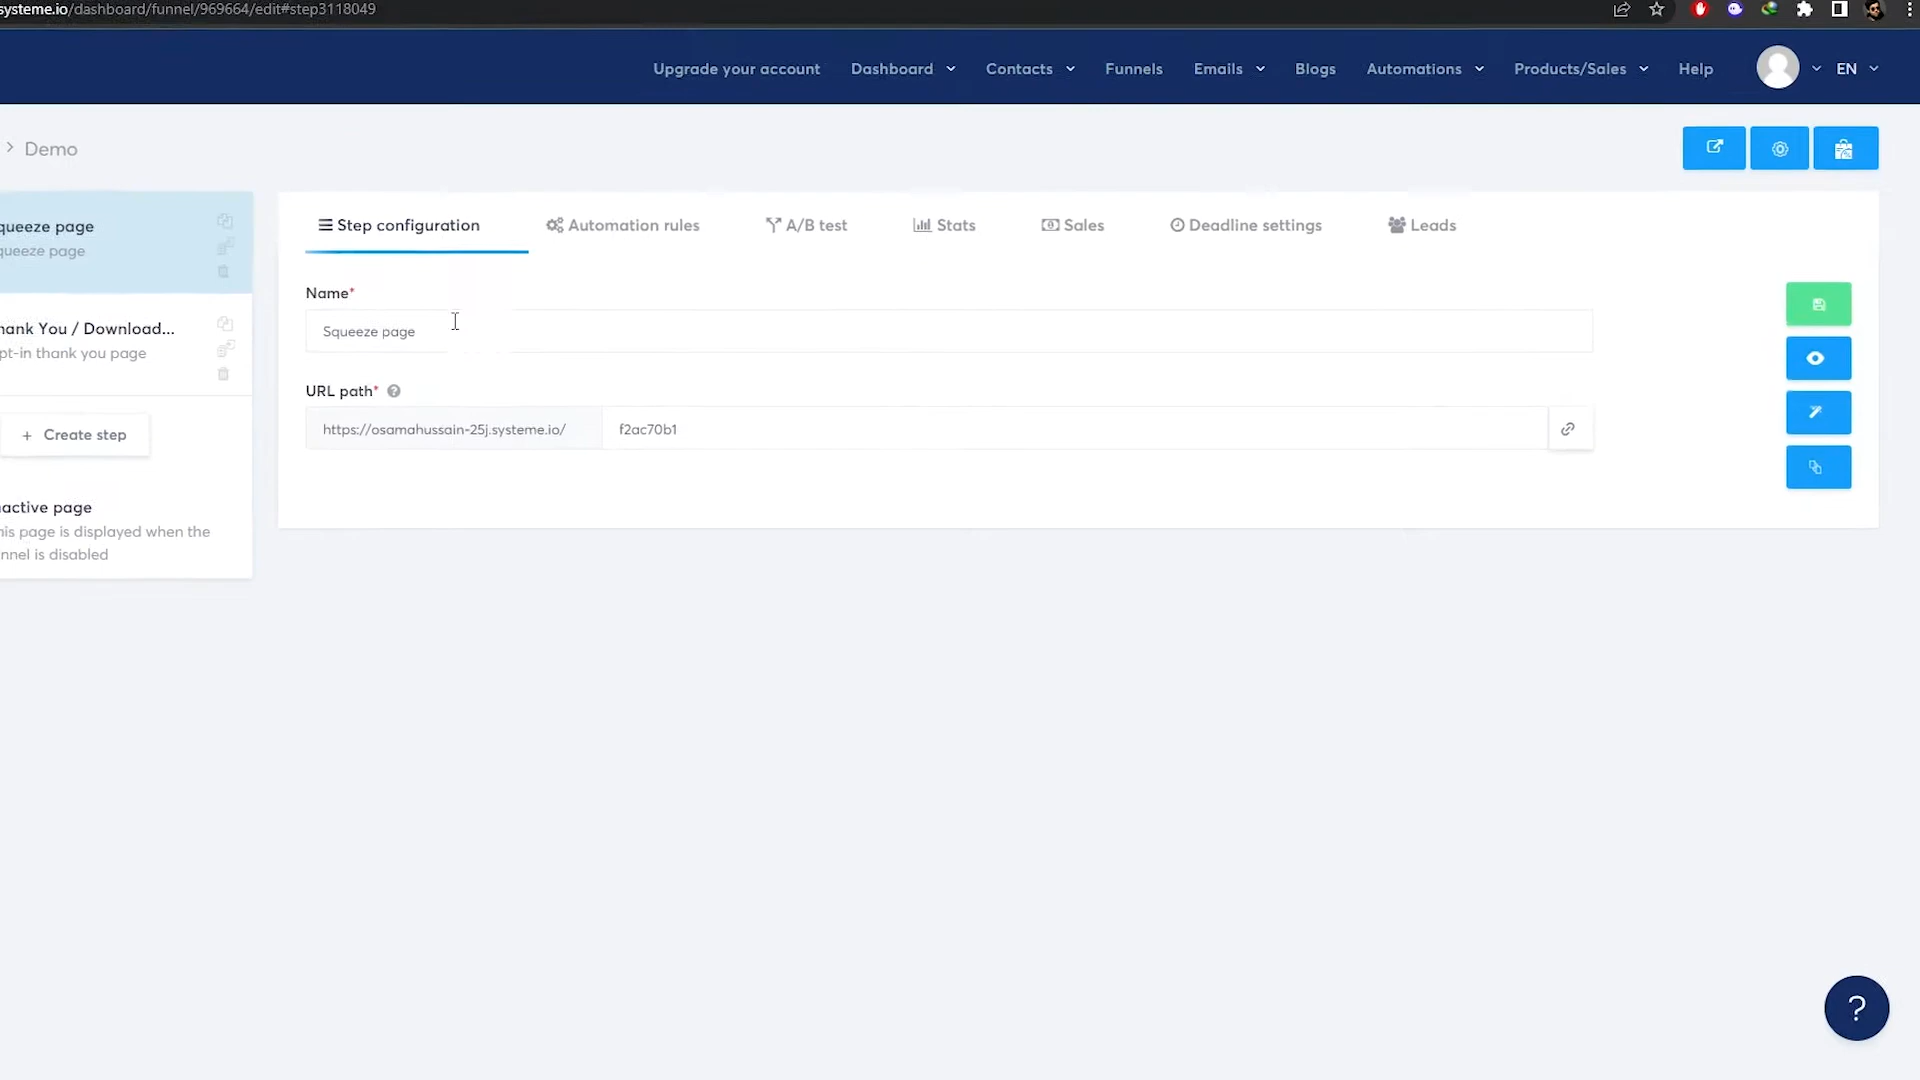 systeme.io/dashboard/funnel/969664/edit#step3118049
Upgrade your account Dashboard Contacts Funnels Emails Blogs Automations Products/Sales Help EN
> Demo
queeze page
queeze page
hank You / Download...
pt-in thank you page
+ Create step
nactive page
his page is displayed when the
nnel is disabled
Step configuration Automation rules A/B test Stats Sales Deadline settings Leads
Name*
Squeeze page
URL path* ?
https://osamahussain-25j.systeme.io/ f2ac70b1
?